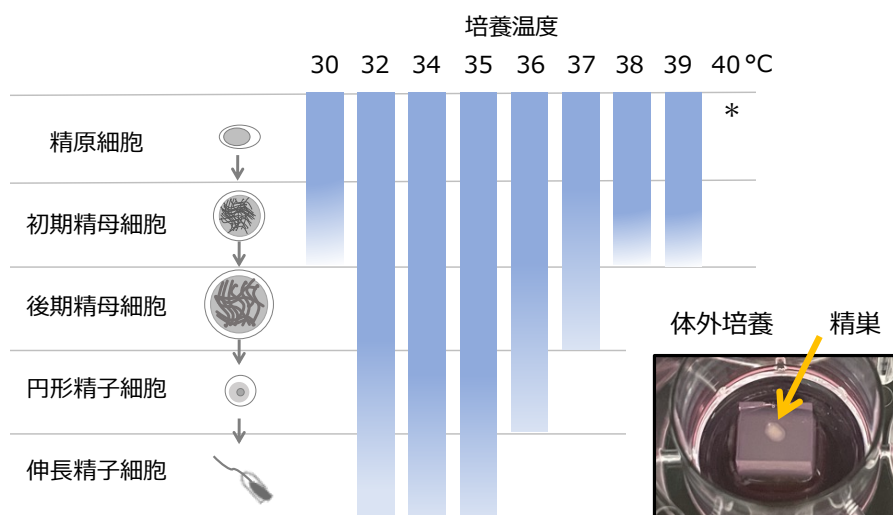 培養温度
30 32 34 35 36 37 38 39 40 °C
*
精原細胞
初期精母細胞
後期精母細胞
円形精子細胞
伸長精子細胞
体外培養 精巣